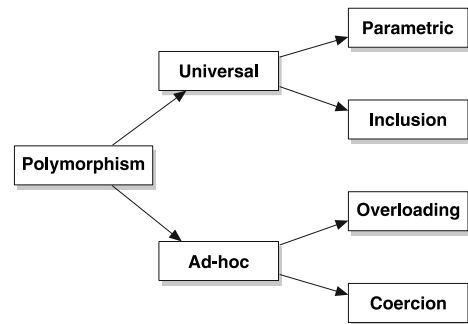 Parametric
Universal
Inclusion
Polymorphism
Overloading
Ad-hoc
Coercion